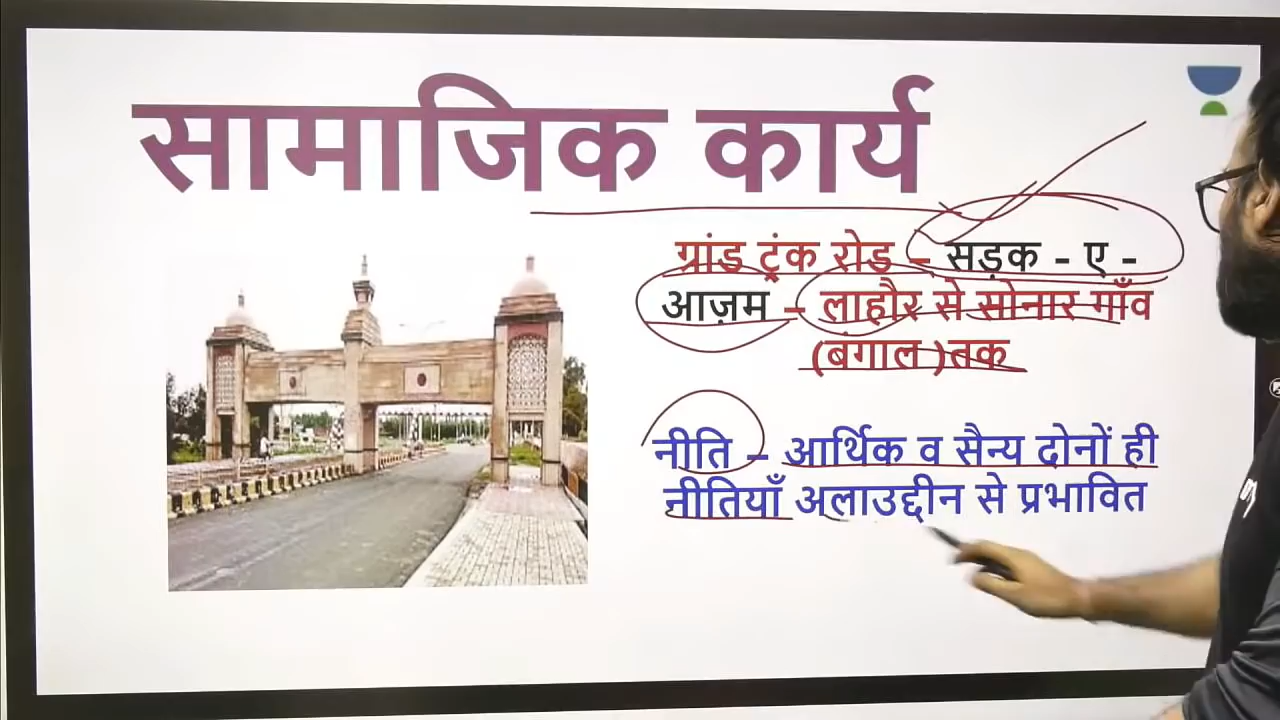 सामाजिक कार्य
ग्रांड ट्रंक रोड – सड़क - ए -
आज़म – लाहौर से सोनार गाँव
(बंगाल )तक
नीति – आर्थिक व सैन्य दोनों ही
नीतियाँ अलाउद्दीन से प्रभावित